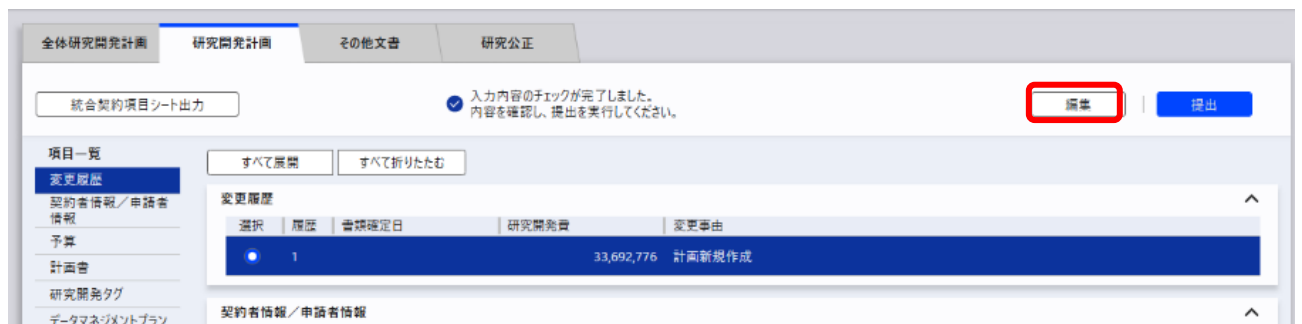 全体研究開発計画 研究開発計画 その他文書 研究公正
統合契約項目シート出力
入力内容のチェックが完了しました。
内容を確認し、提出を実行してください。
編集 提出
項目一覧
変更履歴
契約者情報/申請者
情報
予算
計画書
研究開発タグ
データマネジメントプラン
すべて展開 すべて折りたたむ
変更履歴
選択 履歴 書類確定日 研究開発費 変更事由
1 33,692,776 計画新規作成
契約者情報/申請者情報